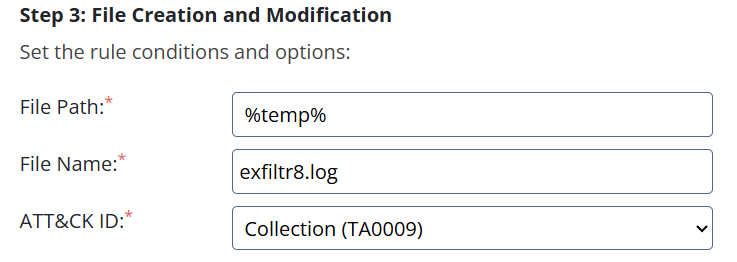 Step 3: File Creation and Modification
Set the rule conditions and options:
File Path:* %temp%
File Name:* exfiltr8.log
ATT&CK ID:* Collection (TA0009)